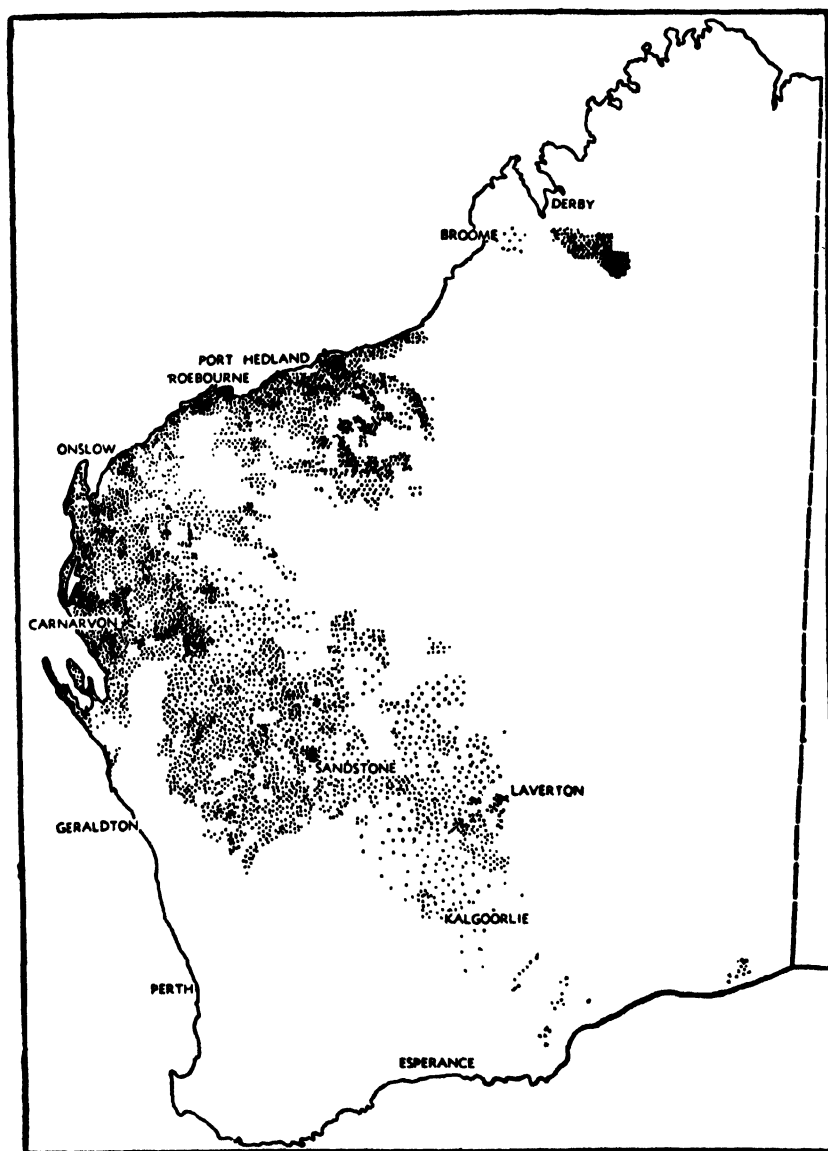 DERBY
BROOME
PORT HEDLAND
ROEBOURNE
ONSLOW
CARNARVON
SANDSTONE
LAVERTON
GERALDTON
KALGOORLIE
PERTH
ESPERANCE